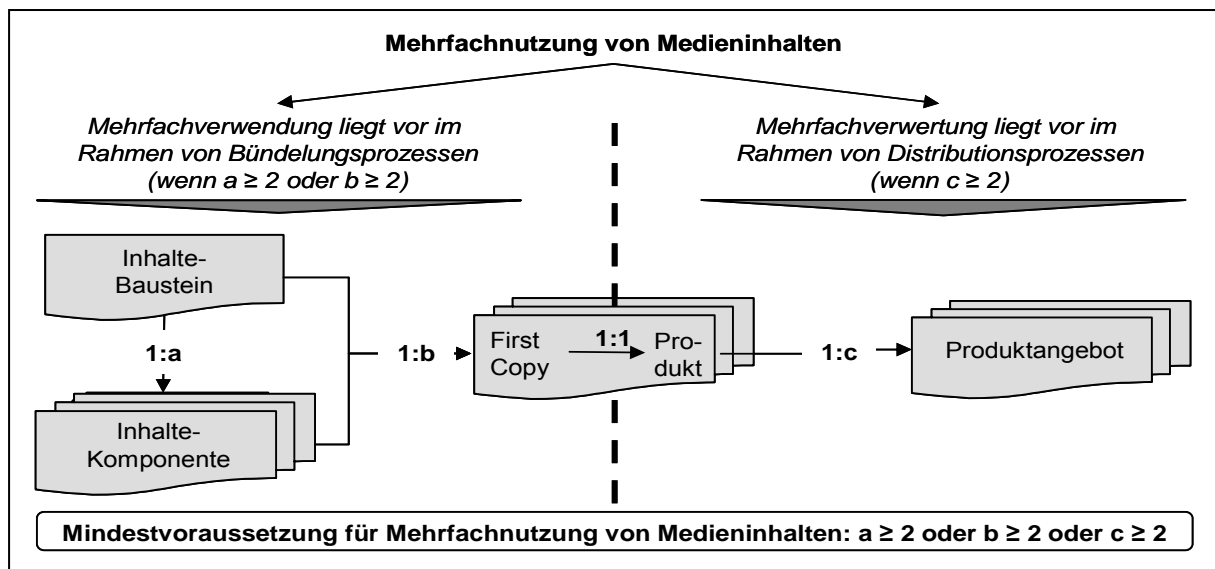 Mehrfachnutzung von Medieninhalten
Mehrfachverwendung liegt vor im
Rahmen von Bündelungsprozessen
(wenn a ≥ 2 oder b ≥ 2)
Mehrfachverwertung liegt vor im
Rahmen von Distributionsprozessen
(wenn c ≥ 2)
Inhalte-
Baustein
1:a
Inhalte-
Komponente
1:b
First
Copy
1:1
Pro-
dukt
1:c
Produktangebot
Mindestvoraussetzung für Mehrfachnutzung von Medieninhalten: a ≥ 2 oder b ≥ 2 oder c ≥ 2